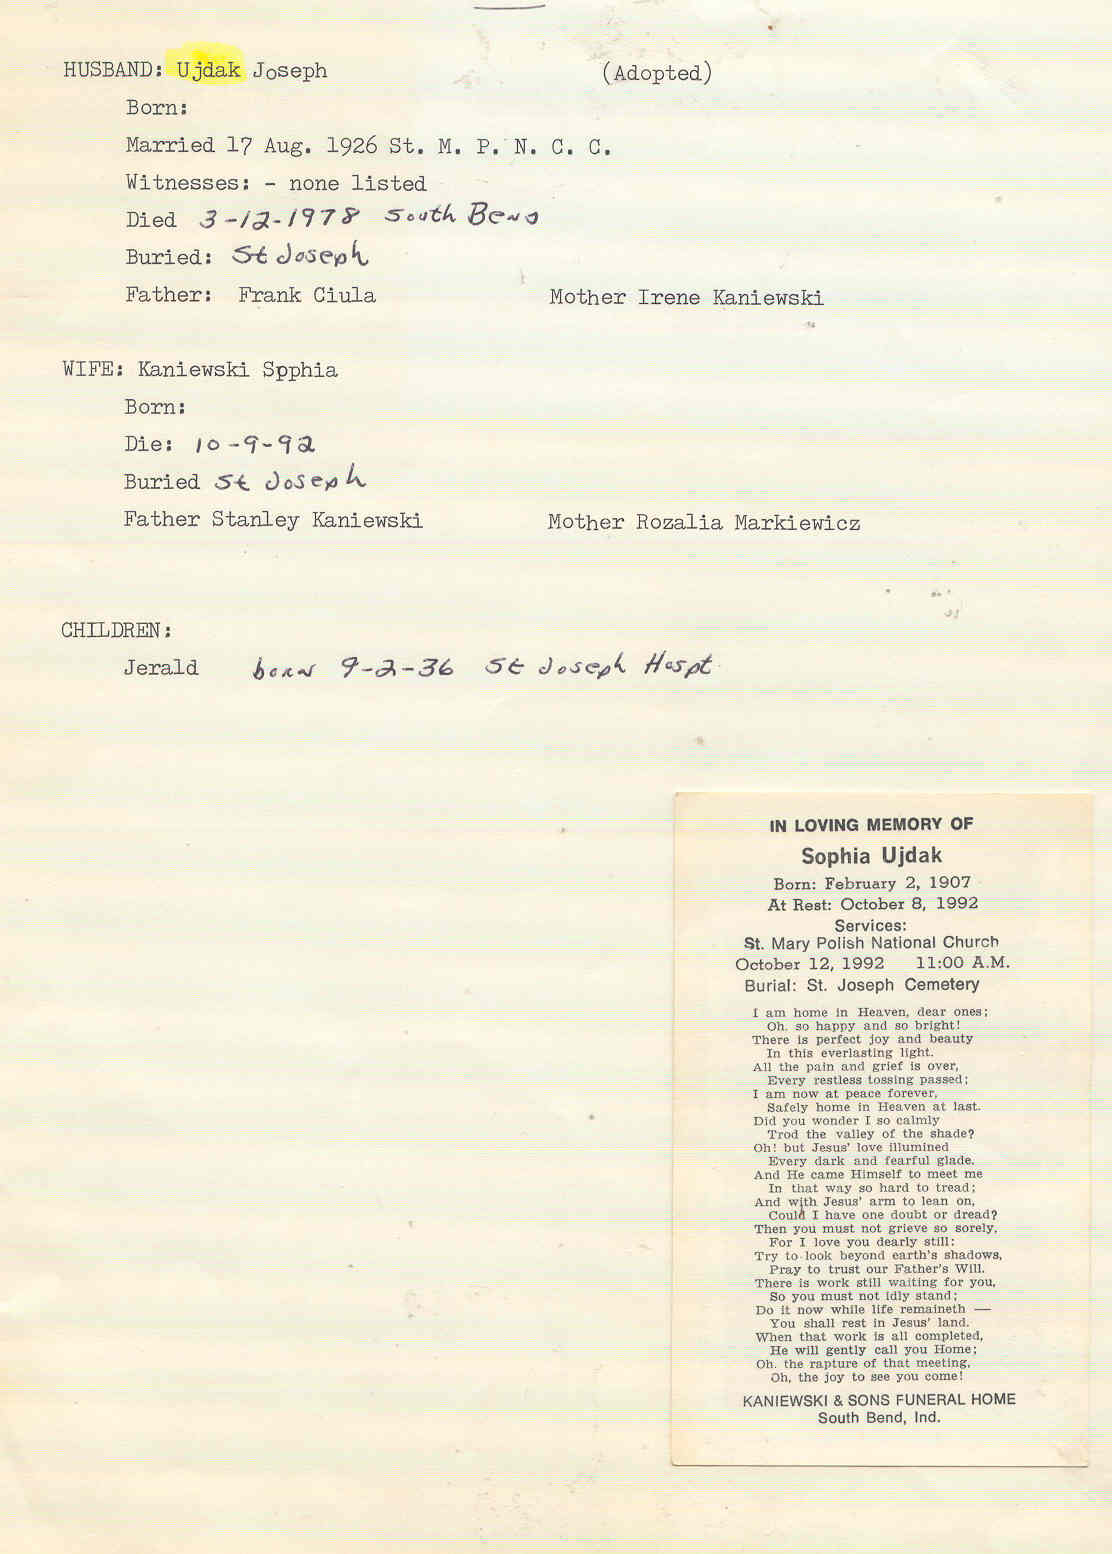 HUSBAND: Ujdak Joseph (Adopted)
Born:
Married 17 Aug. 1926 St. M. P. N. C. C.
Witnesses: - none listed
Died 3-12-1978 South Bend
Buried: St Joseph
Father: Frank Ciula Mother Irene Kaniewski
WIFE: Kaniewski Spphia
Born:
Die: 10-9-92
Buried St Joseph
Father Stanley Kaniewski Mother Rozalia Markiewicz
CHILDREN:
Jerald born 9-2-36 St Joseph Hospt
IN LOVING MEMORY OF
Sophia Ujdak
Born: February 2, 1907
At Rest: October 8, 1992
Services:
St. Mary Polish National Church
October 12, 1992 11:00 A.M.
Burial: St. Joseph Cemetery
I am home in Heaven, dear ones;
Oh, so happy and so bright!
There is perfect joy and beauty
In this everlasting light.
All the pain and grief is over,
Every restless tossing passed;
I am now at peace forever,
Safely home in Heaven at last.
Did you wonder I so calmly
Trod the valley of the shade?
Oh! but Jesus' love illumined
Every dark and fearful glade.
And He came Himself to meet me
In that way so hard to tread;
And with Jesus' arm to lean on,
Could I have one doubt or dread?
Then you must not grieve so sorely,
For I love you dearly still:
Try to look beyond earth's shadows,
Pray to trust our Father's Will.
There is work still waiting for you,
So you must not idly stand;
Do it now while life remaineth —
You shall rest in Jesus' land.
When that work is all completed,
He will gently call you Home;
Oh, the rapture of that meeting,
Oh, the joy to see you come!
KANIEWSKI & SONS FUNERAL HOME
South Bend, Ind.